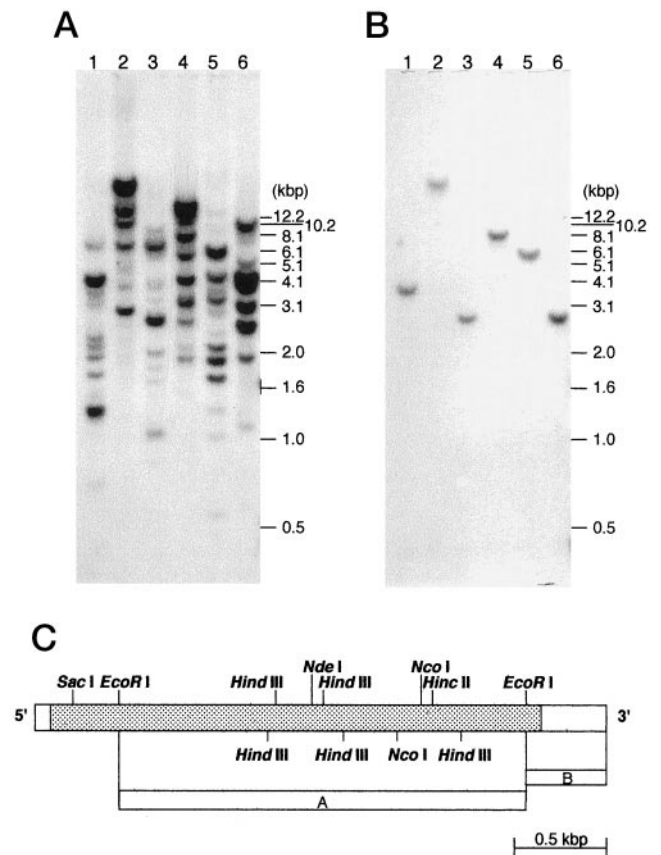 A
1 2 3 4 5 6
(kbp)
12.2
10.2
8.1
6.1
5.1
4.1
3.1
2.0
1.6
1.0
0.5
B
1 2 3 4 5 6
(kbp)
12.2
10.2
8.1
6.1
5.1
4.1
3.1
2.0
1.6
1.0
0.5
C
Nde I Nco I
Sac I EcoR I Hind III Hind III Hinc II EcoR I
5' 3'
Hind III Hind III Nco I Hind III
B
A
0.5 kbp